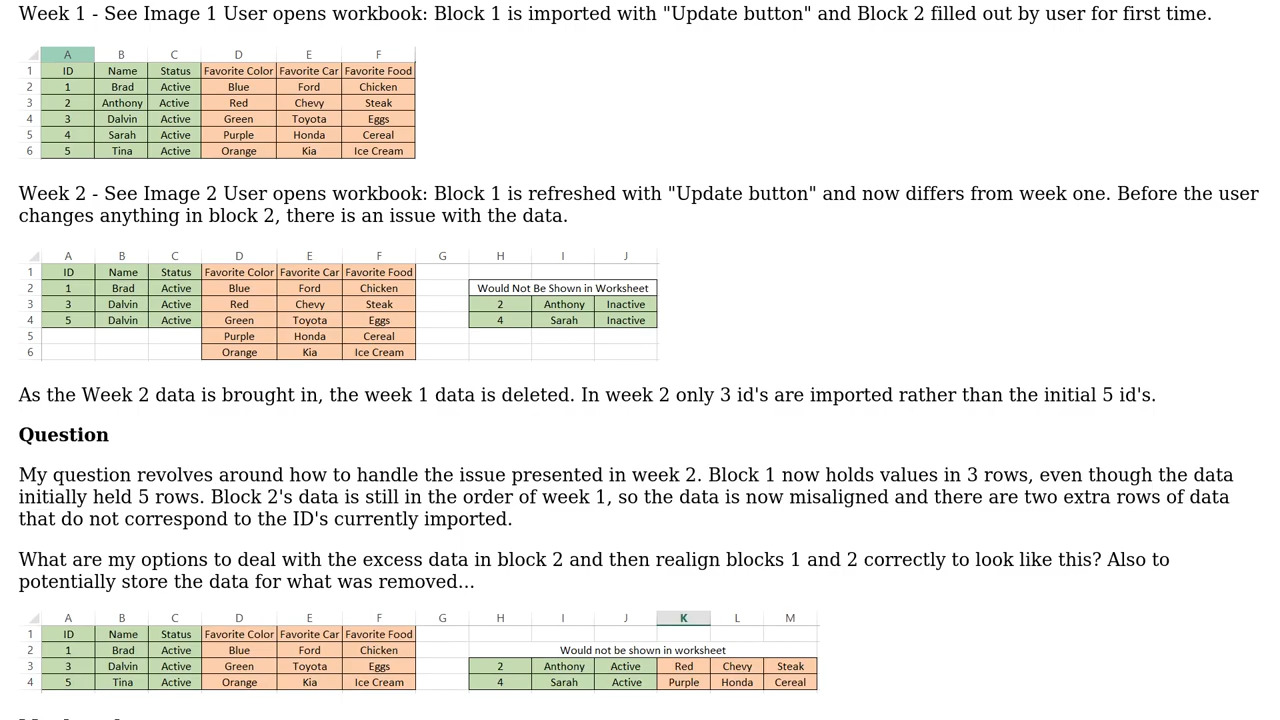 Week 1 - See Image 1 User opens workbook: Block 1 is imported with "Update button" and Block 2 filled out by user for first time.
A B C D E F
1 ID Name Status Favorite Color Favorite Car Favorite Food
2 1 Brad Active Blue Ford Chicken
3 2 Anthony Active Red Chevy Steak
4 3 Dalvin Active Green Toyota Eggs
5 4 Sarah Active Purple Honda Cereal
6 5 Tina Active Orange Kia Ice Cream
Week 2 - See Image 2 User opens workbook: Block 1 is refreshed with "Update button" and now differs from week one. Before the user
changes anything in block 2, there is an issue with the data.
A B C D E F G H I J
1 ID Name Status Favorite Color Favorite Car Favorite Food
2 1 Brad Active Blue Ford Chicken Would Not Be Shown in Worksheet
3 3 Dalvin Active Red Chevy Steak 2 Anthony Inactive
4 5 Dalvin Active Green Toyota Eggs 4 Sarah Inactive
5 Purple Honda Cereal
6 Orange Kia Ice Cream
As the Week 2 data is brought in, the week 1 data is deleted. In week 2 only 3 id's are imported rather than the initial 5 id's.
Question
My question revolves around how to handle the issue presented in week 2. Block 1 now holds values in 3 rows, even though the data
initially held 5 rows. Block 2's data is still in the order of week 1, so the data is now misaligned and there are two extra rows of data
that do not correspond to the ID's currently imported.
What are my options to deal with the excess data in block 2 and then realign blocks 1 and 2 correctly to look like this? Also to
potentially store the data for what was removed...
A B C D E F G H I J K L M
1 ID Name Status Favorite Color Favorite Car Favorite Food
2 1 Brad Active Blue Ford Chicken Would not be shown in worksheet
3 3 Dalvin Active Green Toyota Eggs 2 Anthony Active Red Chevy Steak
4 5 Tina Active Orange Kia Ice Cream 4 Sarah Active Purple Honda Cereal